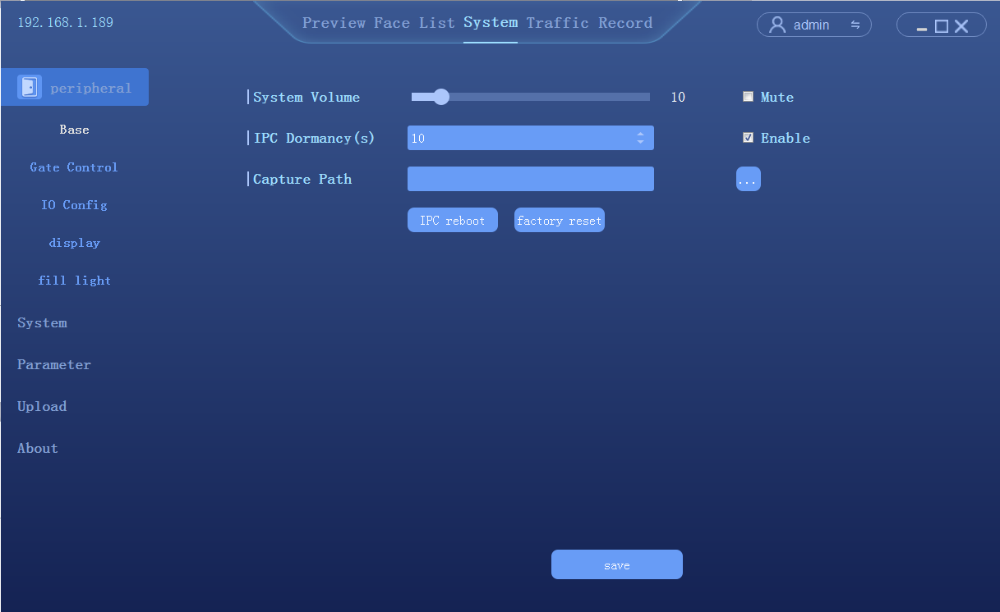 192.168.1.189
Preview Face List System Traffic Record
admin
peripheral
Base
Gate Control
IO Config
display
fill light
System
Parameter
Upload
About
System Volume 10 Mute
IPC Dormancy(s) 10 Enable
Capture Path ...
IPC reboot factory reset
save